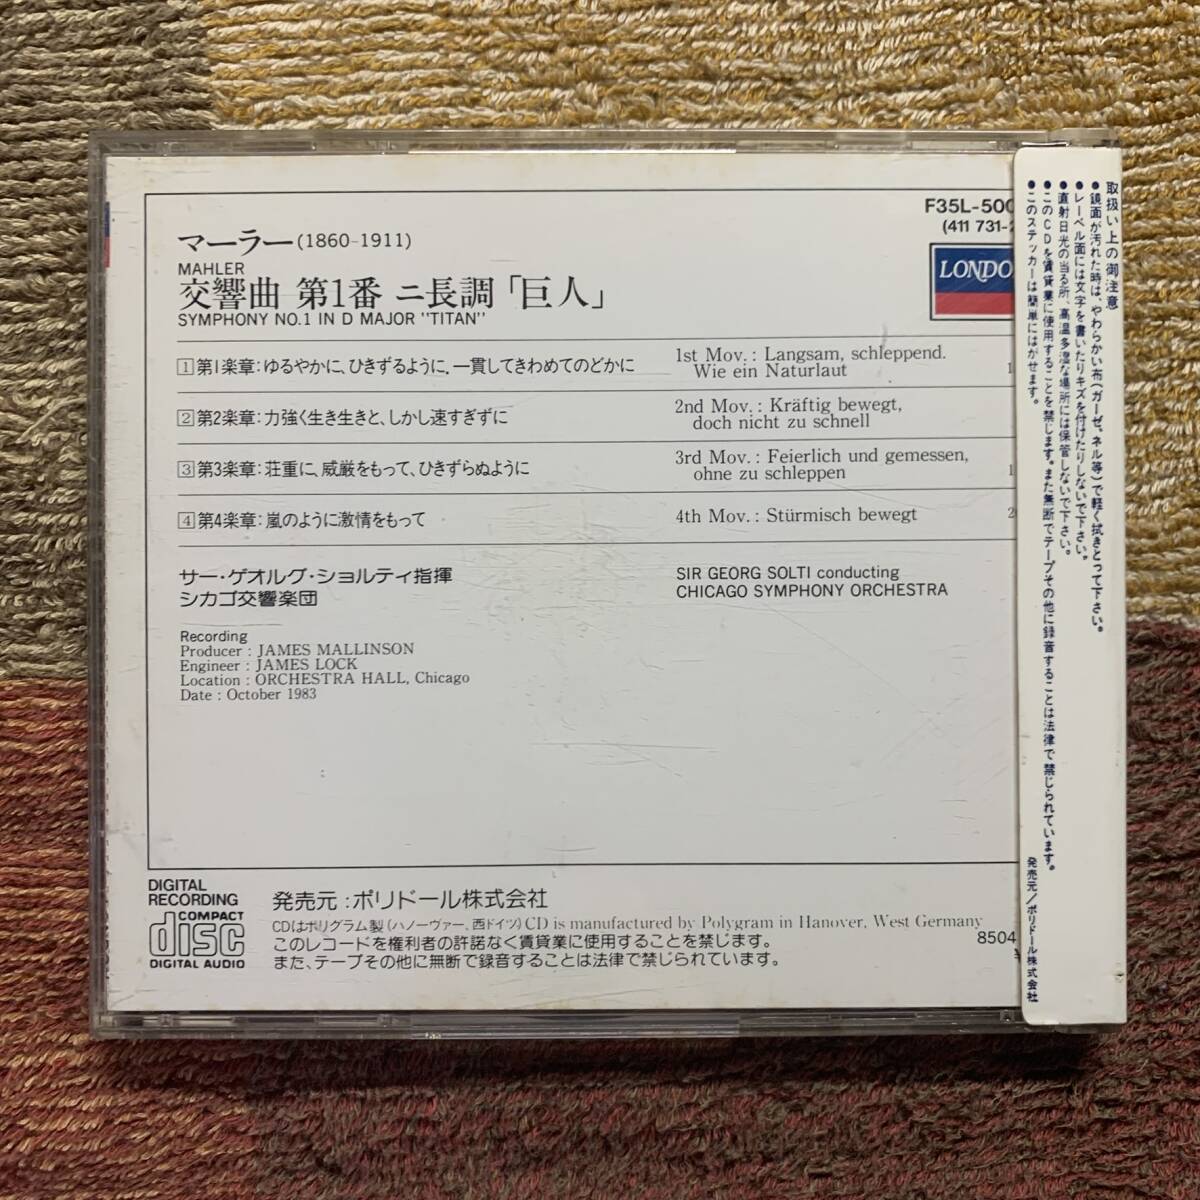 F35L-500
(411 731-2
LONDO
マーラー(1860-1911)
MAHLER
交響曲 第1番 ニ長調「巨人」
SYMPHONY NO.1 IN D MAJOR "TITAN"
1 第1楽章:ゆるやかに、ひきずるように、一貫してきわめてのどかに
1st Mov. : Langsam, schleppend.
Wie ein Naturlaut
2 第2楽章:力強く生き生きと、しかし速すぎずに
2nd Mov. : Kräftig bewegt,
doch nicht zu schnell
3 第3楽章:荘重に、威厳をもって、ひきずらぬように
3rd Mov. : Feierlich und gemessen,
ohne zu schleppen
4 第4楽章:嵐のように激情をもって
4th Mov. : Stürmisch bewegt
サー・ゲオルグ・ショルティ指揮
シカゴ交響楽団
SIR GEORG SOLTI conducting
CHICAGO SYMPHONY ORCHESTRA
Recording
Producer : JAMES MALLINSON
Engineer : JAMES LOCK
Location : ORCHESTRA HALL, Chicago
Date : October 1983
DIGITAL
RECORDING
COMPACT
disc
DIGITAL AUDIO
発売元:ポリドール株式会社
CDはポリグラム製(ハノーヴァー、西ドイツ)CD is manufactured by Polygram in Hanover, West Germany
このレコードを権利者の許諾なく賃貸業に使用することを禁じます。
また、テープその他に無断で録音することは法律で禁じられています。
8504
取扱い上の御注意
●鏡面が汚れた時は、やわらかい布(ガーゼ、ネル等)で軽く拭きとって下さい。
●レーベル面には文字を書いたりキズを付けたりしないで下さい。
●直射日光の当る所、高温多湿な場所には保管しないで下さい。
●このCDを賃貸業に使用することを禁じます。また無断でテープその他に録音することは法律で禁じられています。
●このステッカーは簡単にはがせます。
発売元/ポリドール株式会社